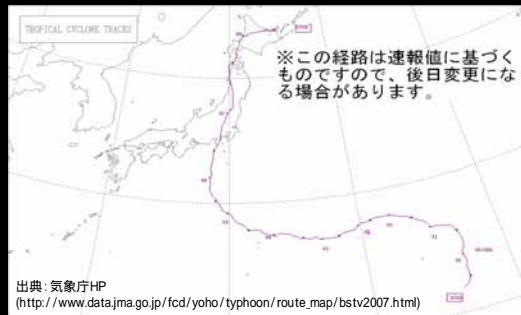 TROPICAL CYCLONE TRACKS
※この経路は速報値に基づく
ものですので、後日変更にな
る場合があります。
出典:気象庁HP
(http://www.data.jma.go.jp/fcd/yoho/typhoon/route_map/bstv2007.html)